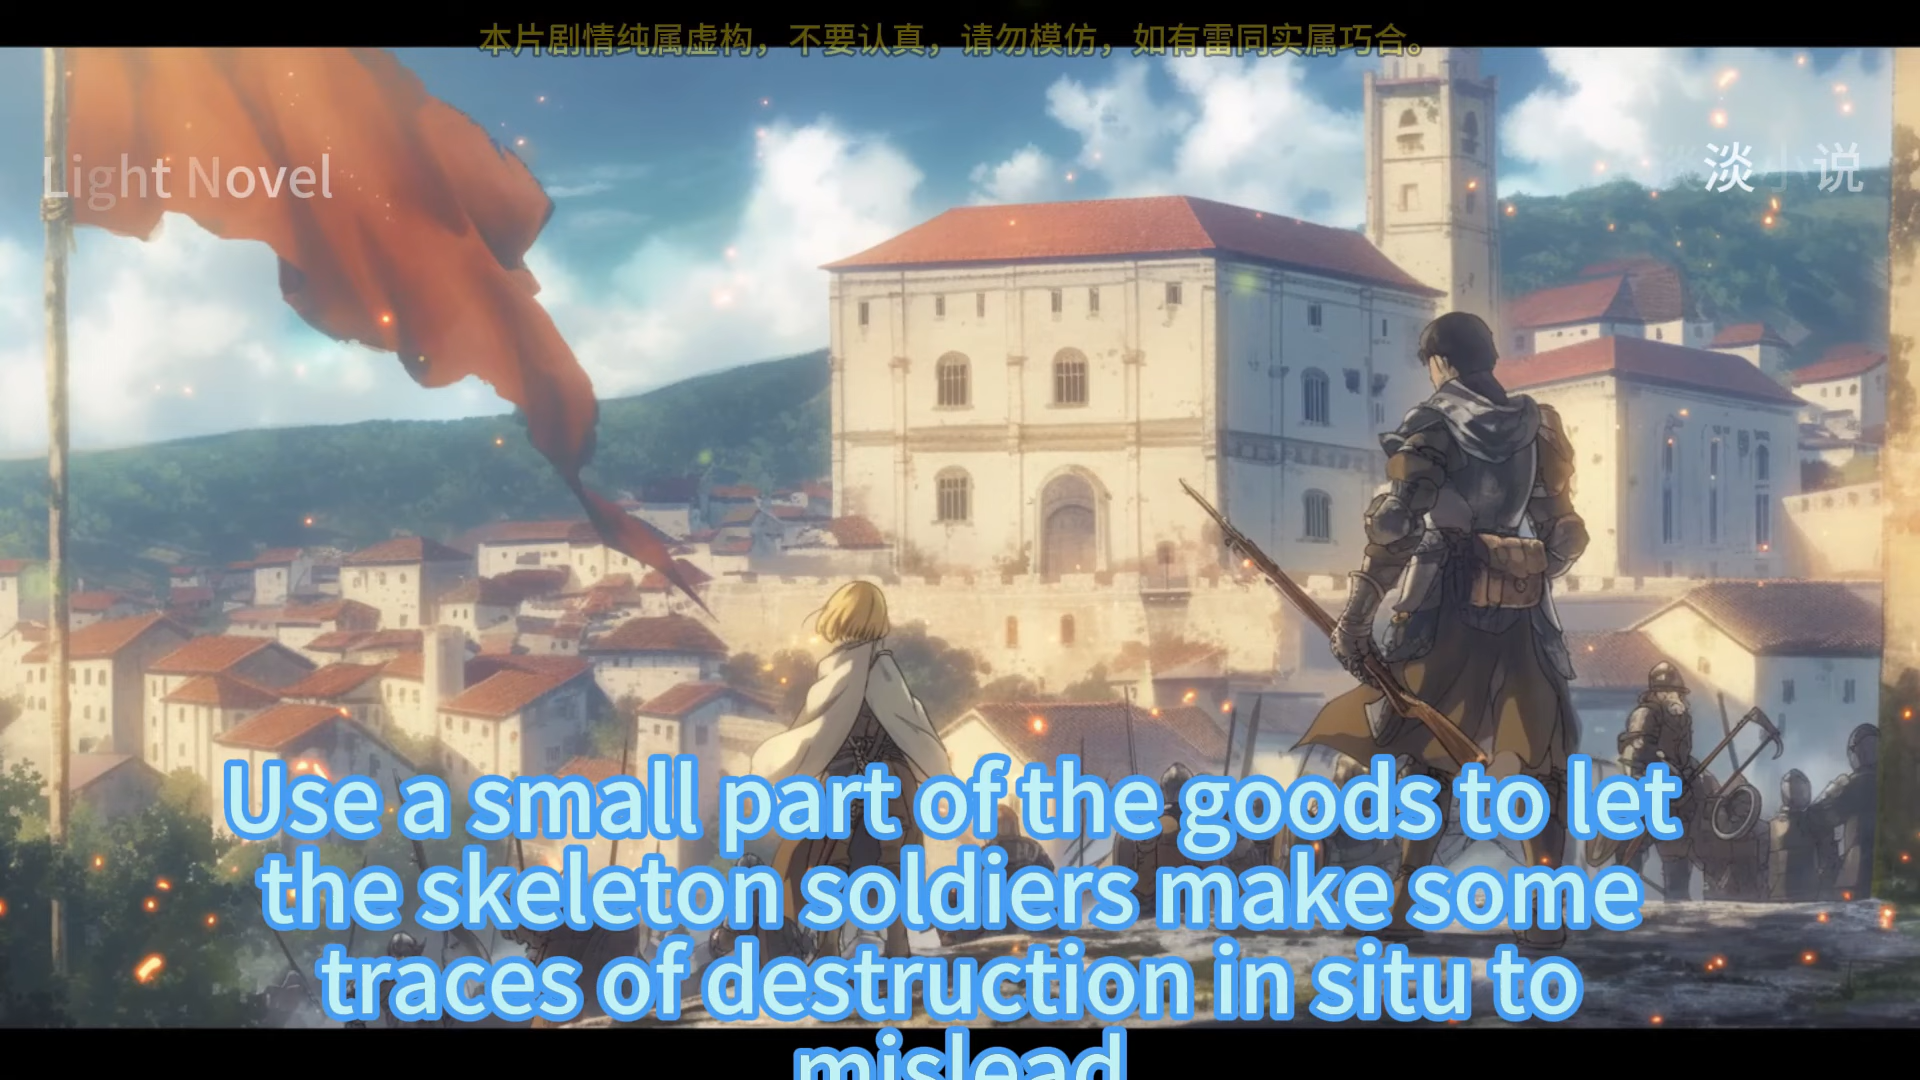 本片剧情纯属虚构，不要认真，请勿模仿，如有雷同实属巧合。
Light Novel
淡淡小说
Use a small part of the goods to let
the skeleton soldiers make some
traces of destruction in situ to
mislead